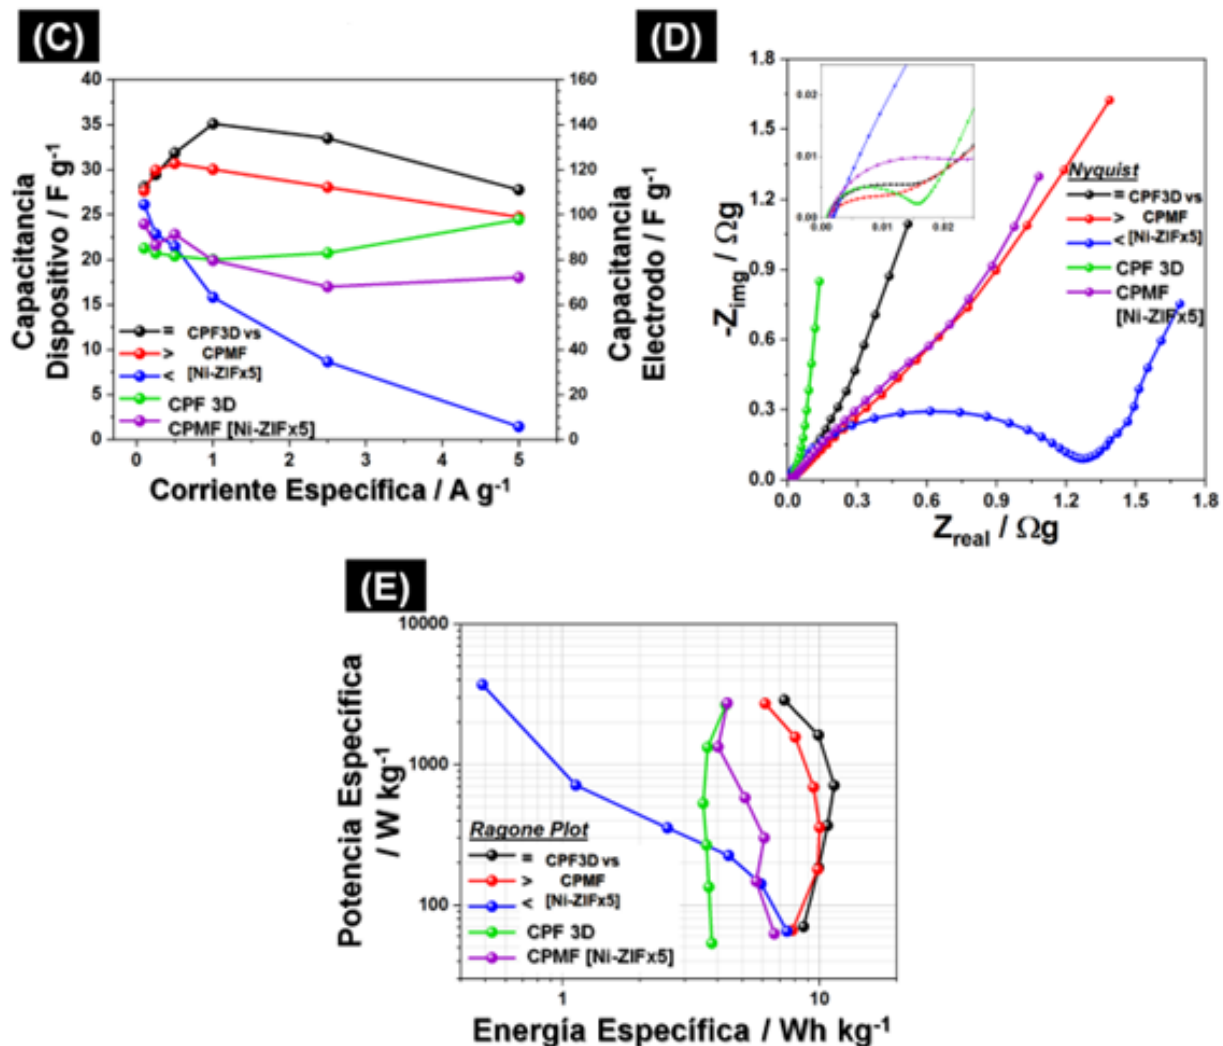 (C)
40
35
30
25
20
15
10
5
0
Capacitancia
Dispositivo / F g-1
160
140
120
100
80
60
40
20
0
Capacitancia
Electrodo / F g-1
= CPF3D vs
> CPMF
< [Ni-ZIFx5]
CPF 3D
CPMF [Ni-ZIFx5]
0 1 2 3 4 5
Corriente Específica / A g-1
(D)
1.8
1.5
1.2
0.9
0.6
0.3
0.0
-Zimg / Ωg
0.02
0.01
0.00
0.00 0.01 0.02
Nyquist
= CPF3D vs
> CPMF
< [Ni-ZIFx5]
CPF 3D
CPMF
[Ni-ZIFx5]
0.0 0.3 0.6 0.9 1.2 1.5 1.8
Zreal / Ωg
(E)
10000
1000
100
Potencia Específica
/ W kg-1
Ragone Plot
= CPF3D vs
> CPMF
< [Ni-ZIFx5]
CPF 3D
CPMF [Ni-ZIFx5]
1 10
Energía Específica / Wh kg-1